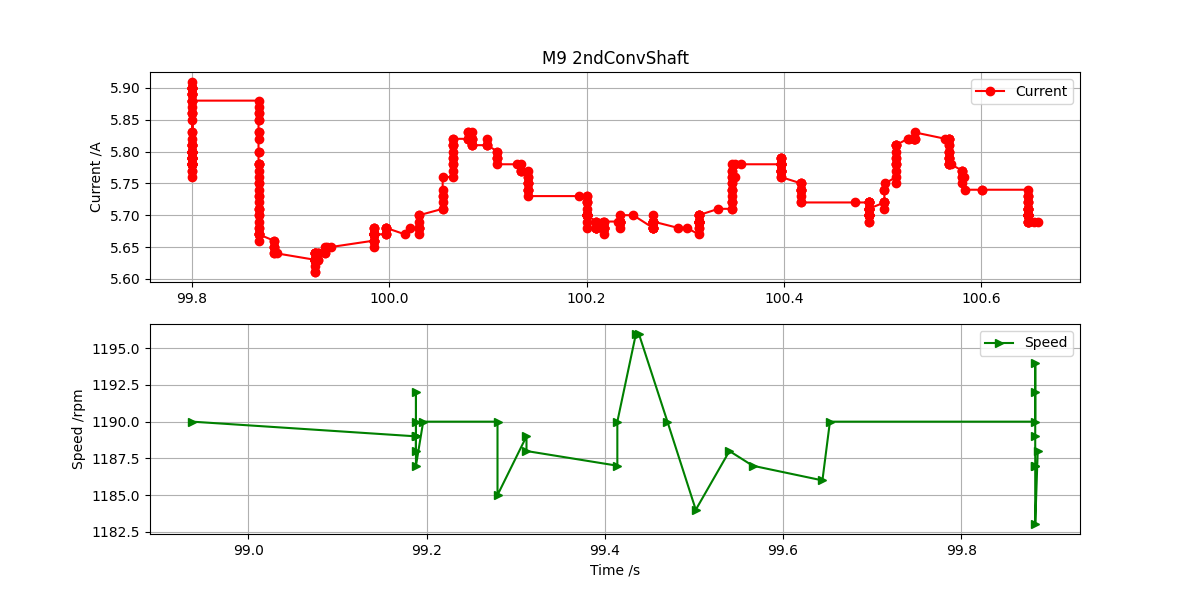 M9 2ndConvShaft
Current /A
5.90
5.85
5.80
5.75
5.70
5.65
5.60
Current
99.8 100.0 100.2 100.4 100.6
Speed /rpm
1195.0
1192.5
1190.0
1187.5
1185.0
1182.5
Speed
99.0 99.2 99.4 99.6 99.8
Time /s